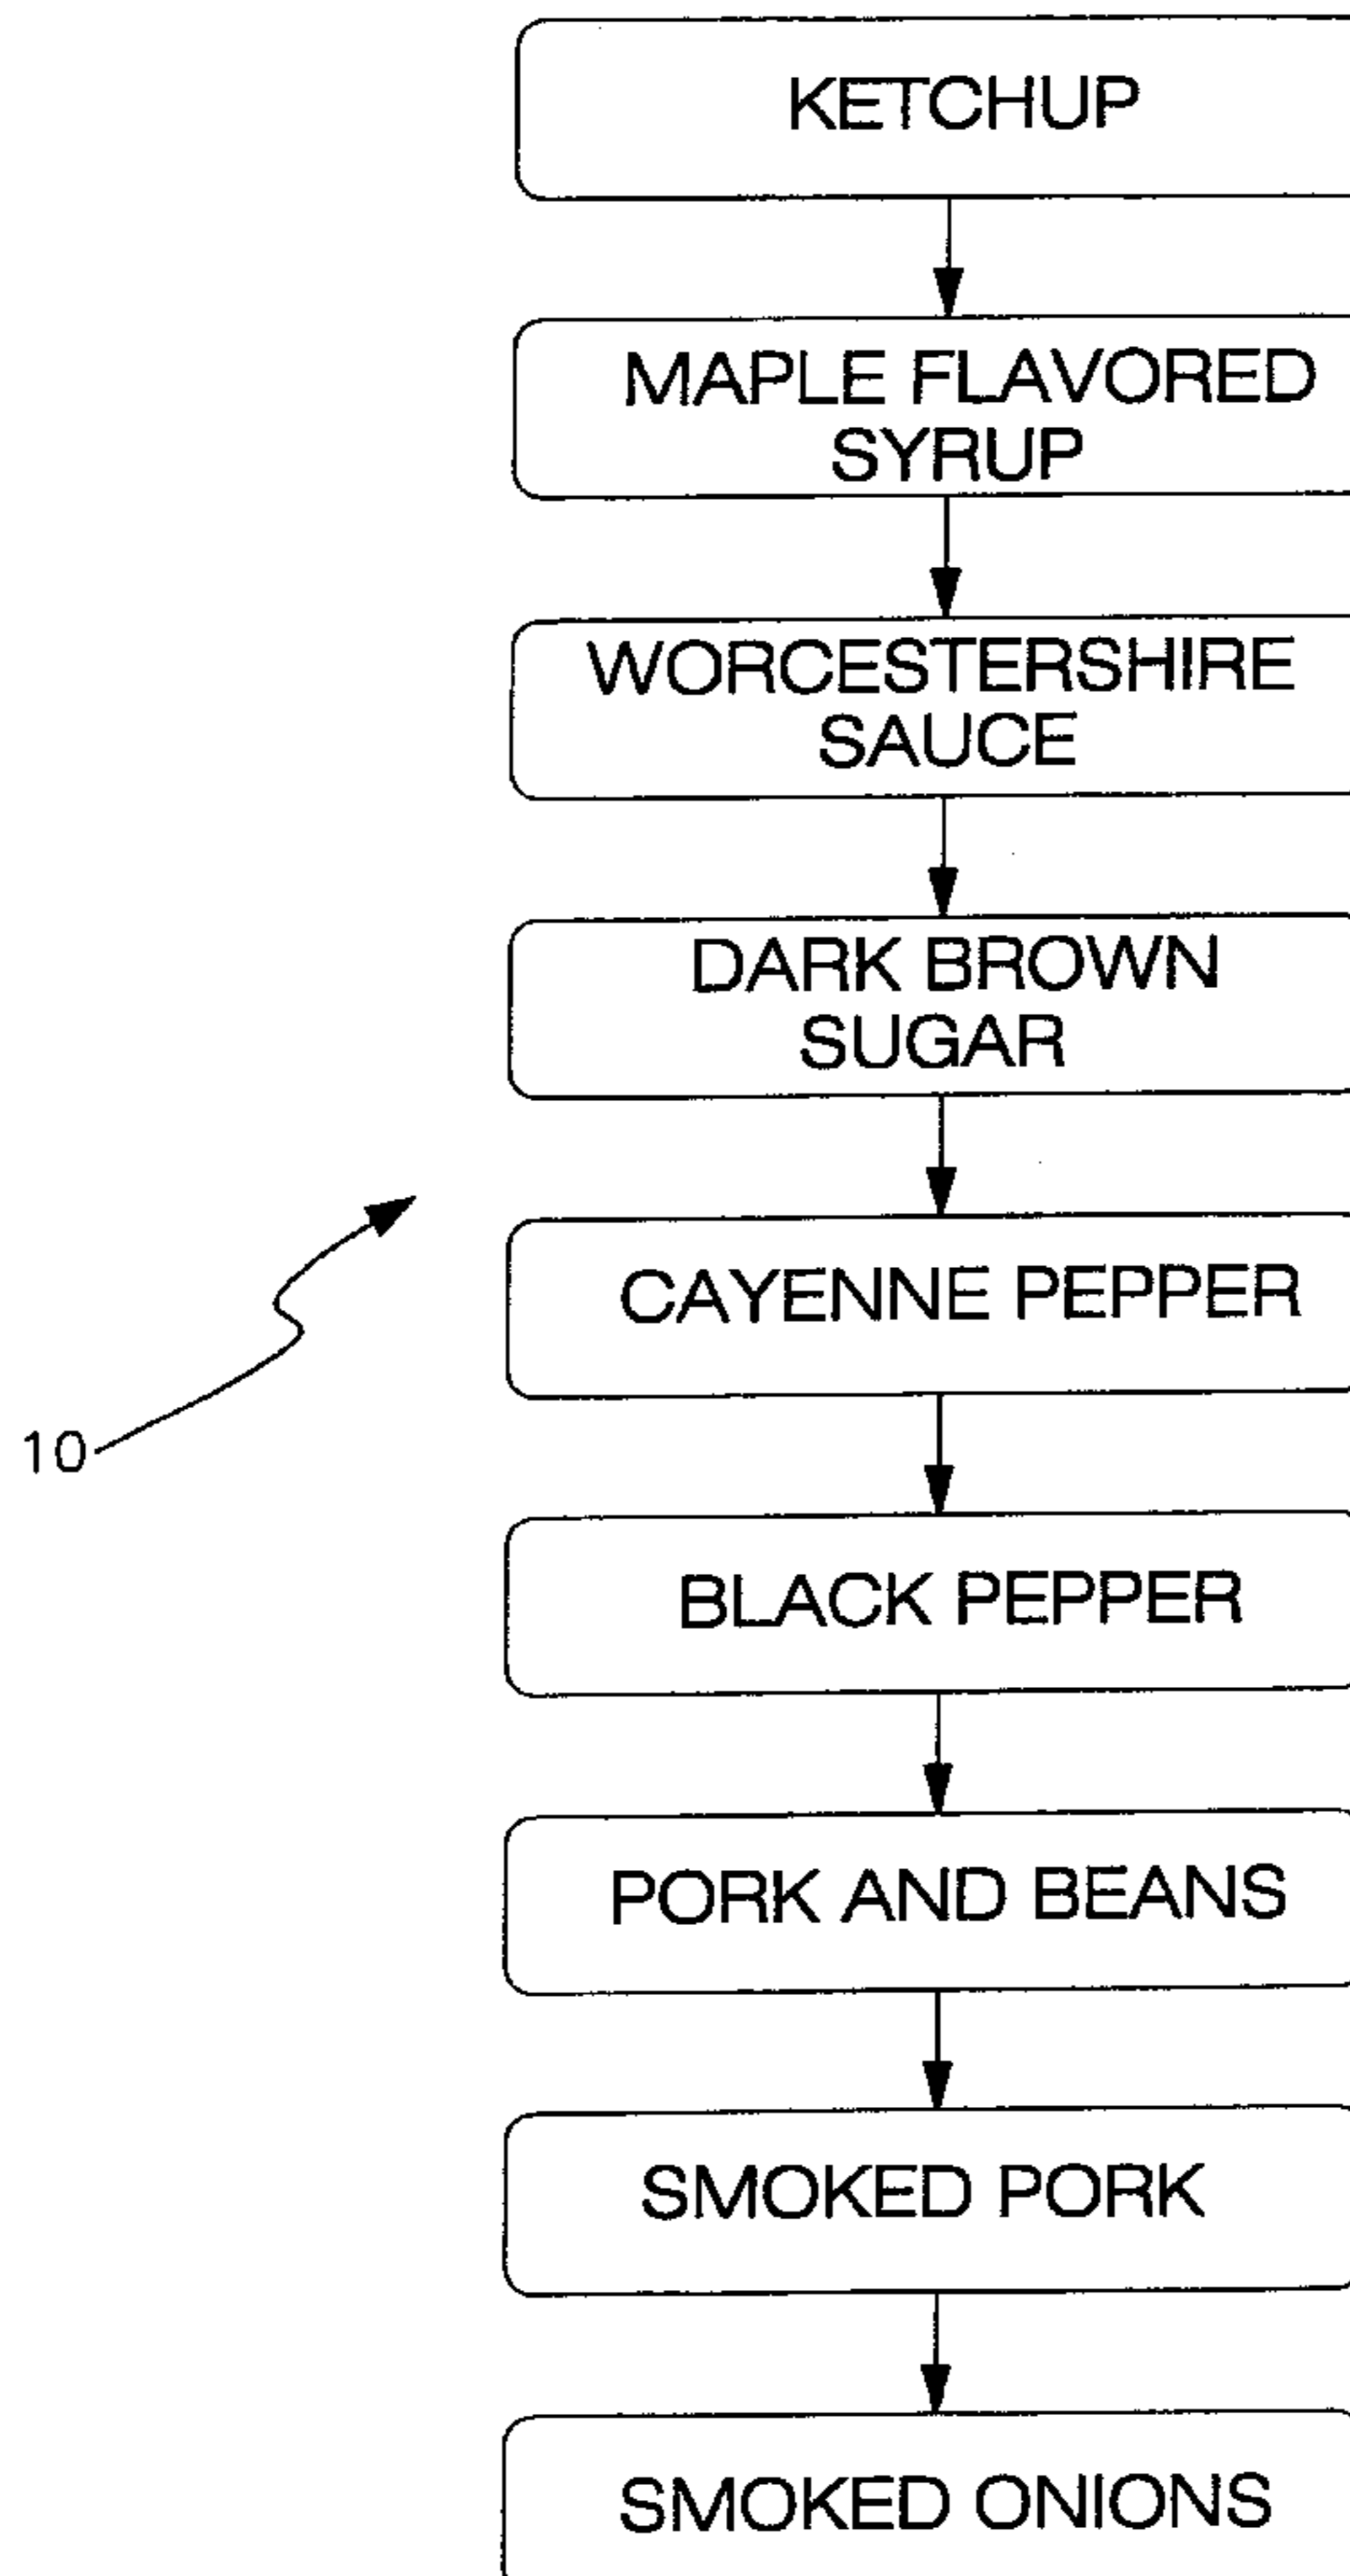 KETCHUP
MAPLE FLAVORED
SYRUP
WORCESTERSHIRE
SAUCE
DARK BROWN
SUGAR
CAYENNE PEPPER
10
BLACK PEPPER
PORK AND BEANS
SMOKED PORK
SMOKED ONIONS